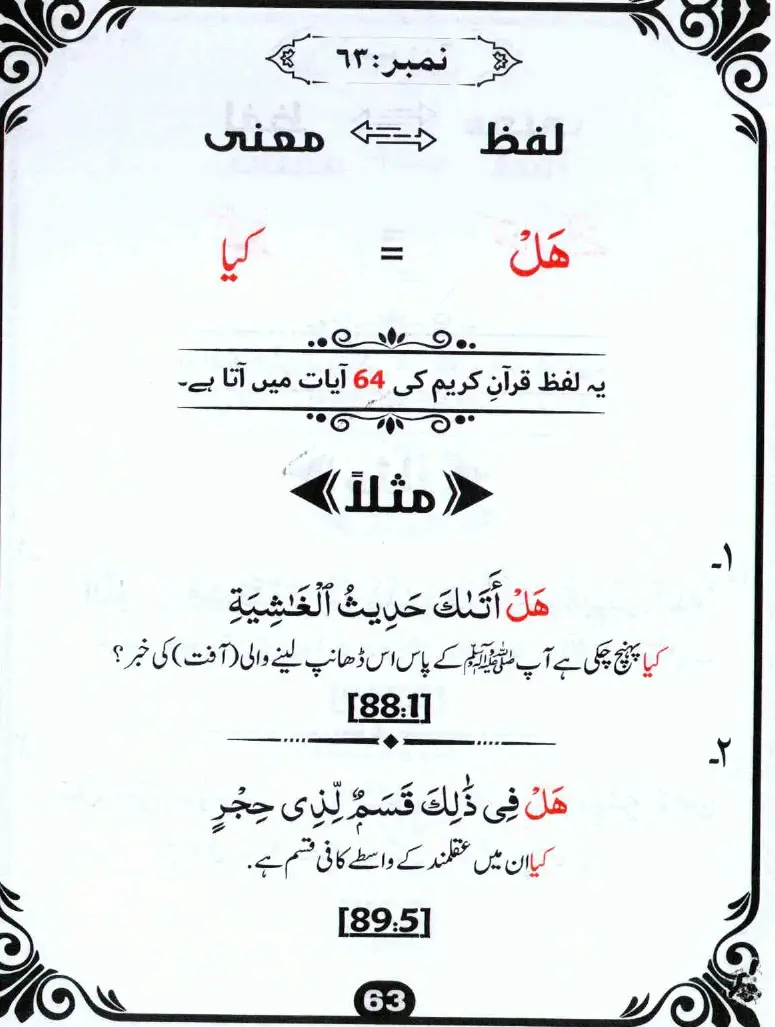 نمبر: ٦٣
لفظ ⇐⇒ معنی
هَلْ = کیا
یہ لفظ قرآنِ کریم کی 64 آیات میں آتا ہے۔
مثلاً
١۔
هَلْ أَتَىٰكَ حَدِيثُ ٱلْغَـٰشِيَةِ
کیا پہنچ چکی ہے آپ ﷺ کے پاس اس ڈھانپ لینے والی (آفت) کی خبر؟
[88:1]
٢۔
هَلْ فِى ذَٰلِكَ قَسَمٌ لِّذِى حِجْرٍ
کیا ان میں عقلمند کے واسطے کافی قسم ہے.
[89:5]
63